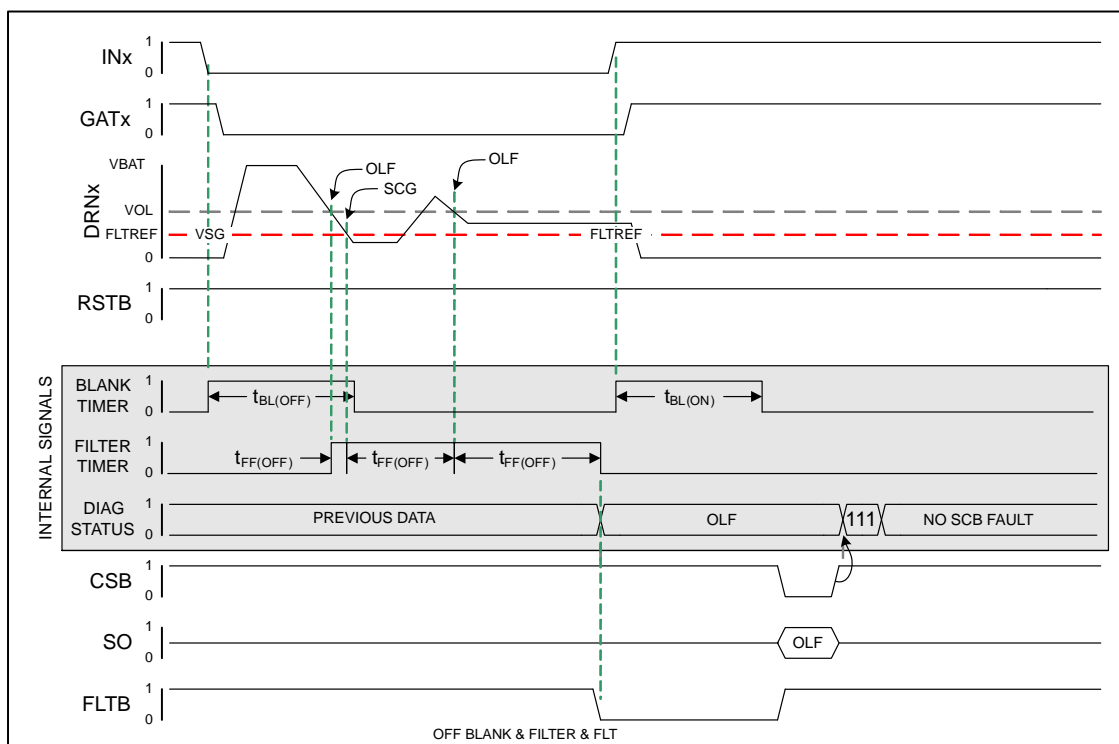 INx
1
0
GATx
1
0
DRNx
VBAT
VOL
FLTREF
0
VSG
OLF
SCG
OLF
FLTREF
RSTB
1
0
INTERNAL SIGNALS
BLANK
TIMER
1
0
tBL(OFF)
tBL(ON)
FILTER
TIMER
1
0
tFF(OFF)
tFF(OFF)
tFF(OFF)
DIAG
STATUS
1
0
PREVIOUS DATA
OLF
111
NO SCB FAULT
CSB
1
0
SO
1
0
OLF
FLTB
1
0
OFF BLANK & FILTER & FLT